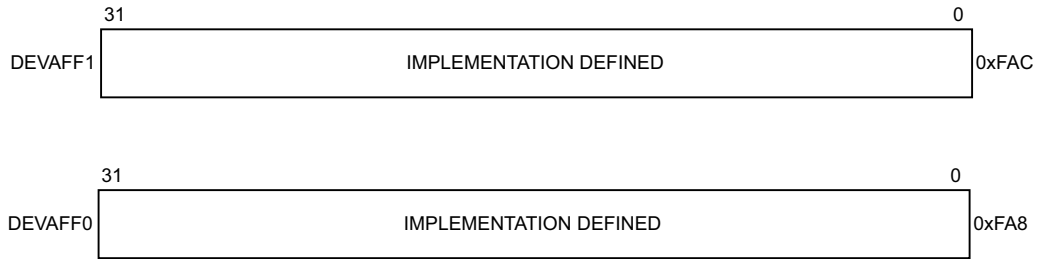 31 0
DEVAFF1 IMPLEMENTATION DEFINED 0xFAC
31 0
DEVAFF0 IMPLEMENTATION DEFINED 0xFA8